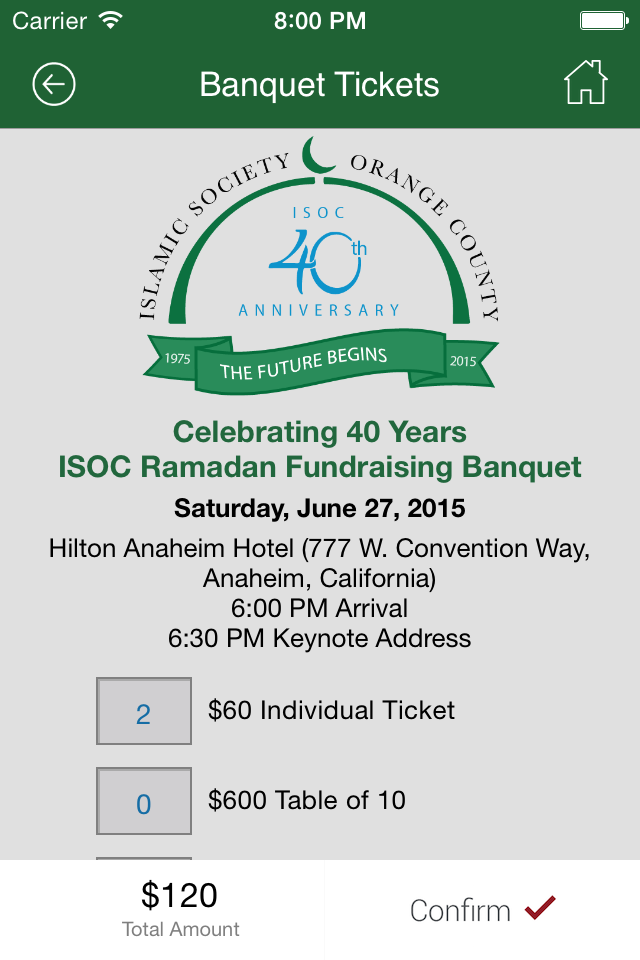 Carrier 8:00 PM
Banquet Tickets
ISLAMIC SOCIETY ORANGE COUNTY
ISOC
40th
ANNIVERSARY
1975 THE FUTURE BEGINS 2015
Celebrating 40 Years
ISOC Ramadan Fundraising Banquet
Saturday, June 27, 2015
Hilton Anaheim Hotel (777 W. Convention Way,
Anaheim, California)
6:00 PM Arrival
6:30 PM Keynote Address
2 $60 Individual Ticket
0 $600 Table of 10
$120
Total Amount
Confirm